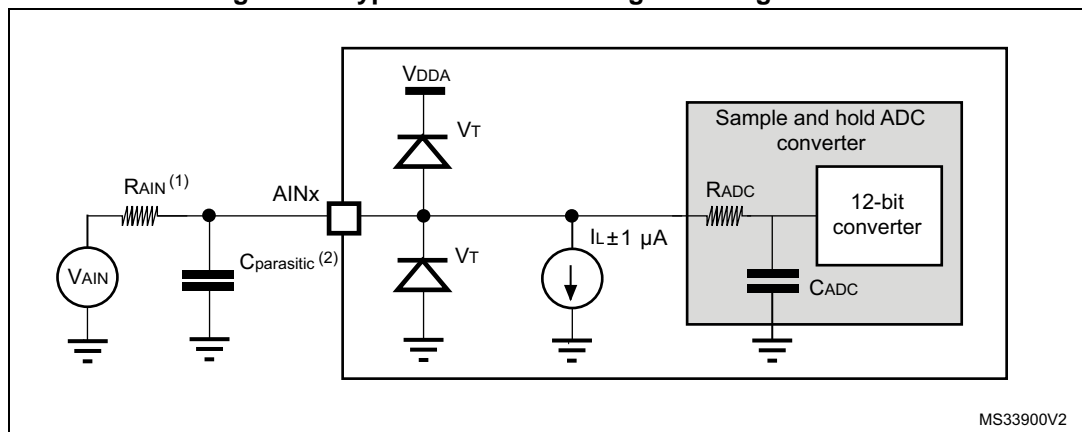 VDDA
Sample and hold ADC
converter
VT
RAIN (1)
AINx
RADC
12-bit
converter
IL±1 µA
VT
Cparasitic (2)
VAIN
CADC
MS33900V2